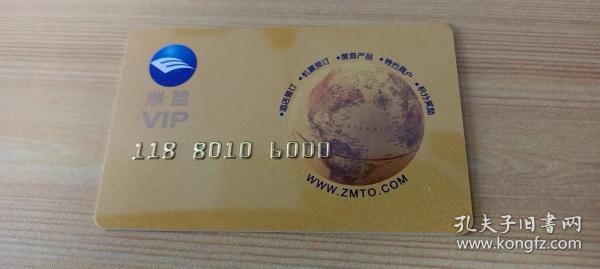 洲盟
VIP
•酒店预订 •机票预订 •度假产品 •特约商户 •积分奖励
118 8010 6000
WWW.ZMTO.COM
孔夫子旧书网
www.kongfz.com